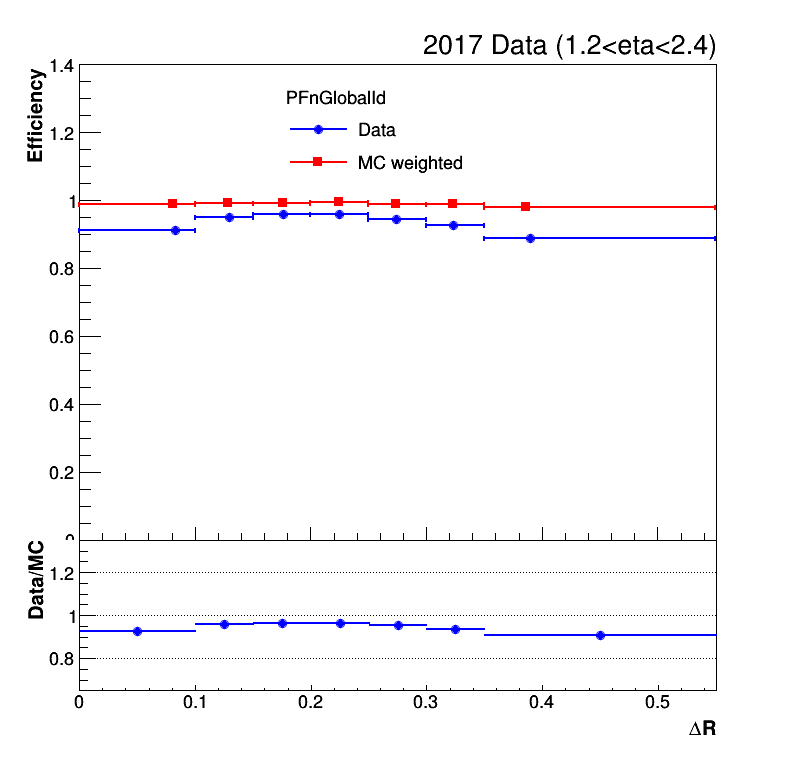 2017 Data (1.2<eta<2.4)
1.4
Efficiency
PFnGlobalId
Data
1.2
MC weighted
1
0.8
0.6
0.4
0.2
0
Data/MC
1.2
1
0.8
0 0.1 0.2 0.3 0.4 0.5
ΔR